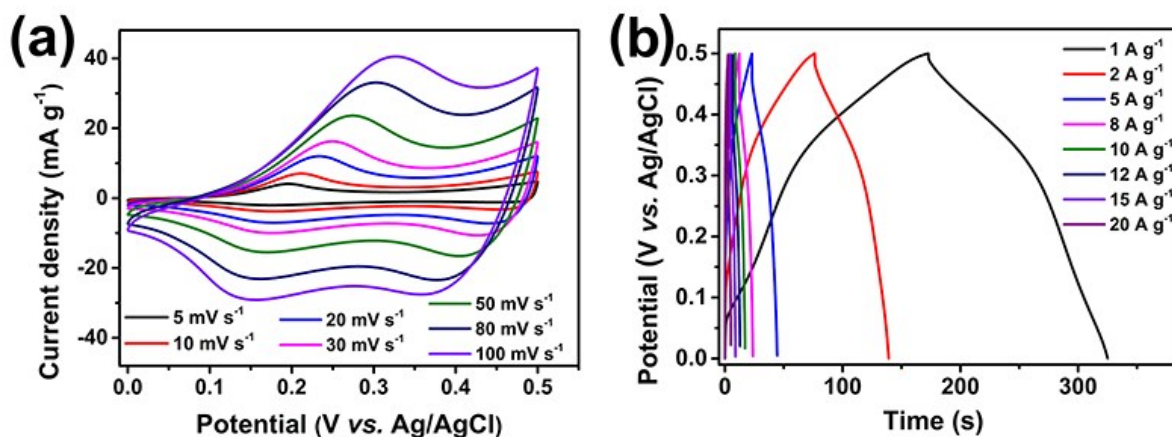 (a)
Current density (mA g⁻¹)
40
20
0
-20
-40
5 mV s⁻¹
10 mV s⁻¹
20 mV s⁻¹
30 mV s⁻¹
50 mV s⁻¹
80 mV s⁻¹
100 mV s⁻¹
0.0 0.1 0.2 0.3 0.4 0.5
Potential (V vs. Ag/AgCl)
(b)
Potential (V vs. Ag/AgCl)
0.5
0.4
0.3
0.2
0.1
0.0
1 A g⁻¹
2 A g⁻¹
5 A g⁻¹
8 A g⁻¹
10 A g⁻¹
12 A g⁻¹
15 A g⁻¹
20 A g⁻¹
0 100 200 300
Time (s)